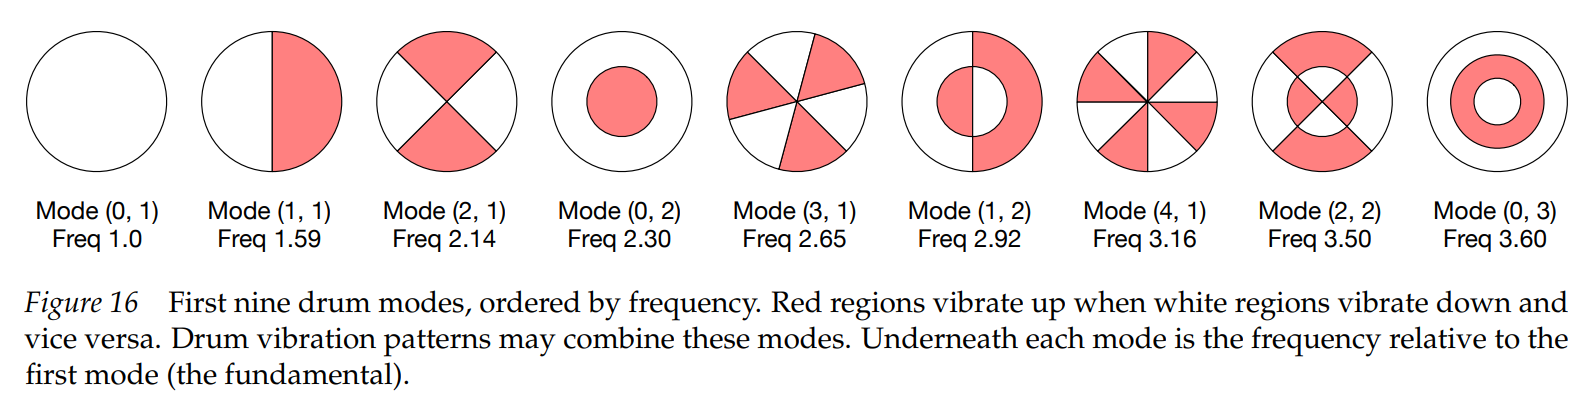 Mode (0, 1) Mode (1, 1) Mode (2, 1) Mode (0, 2) Mode (3, 1) Mode (1, 2) Mode (4, 1) Mode (2, 2) Mode (0, 3)
Freq 1.0 Freq 1.59 Freq 2.14 Freq 2.30 Freq 2.65 Freq 2.92 Freq 3.16 Freq 3.50 Freq 3.60
Figure 16 First nine drum modes, ordered by frequency. Red regions vibrate up when white regions vibrate down and
vice versa. Drum vibration patterns may combine these modes. Underneath each mode is the frequency relative to the
first mode (the fundamental).